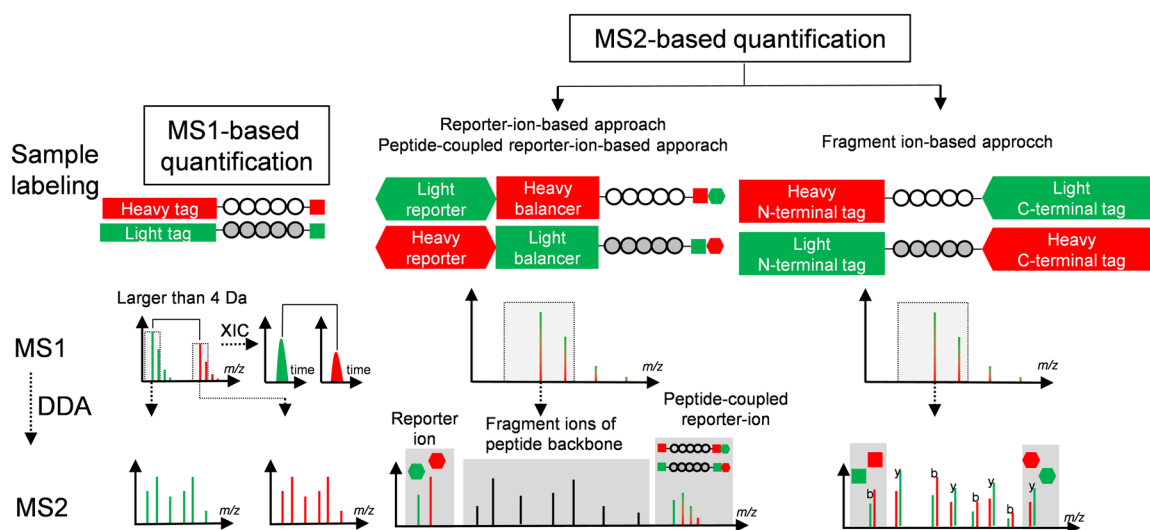 MS2-based quantification
MS1-based
quantification
Reporter-ion-based approach
Peptide-coupled reporter-ion-based apporach
Fragment ion-based approcch
Sample
labeling
Heavy tag
Light tag
Light
reporter
Heavy
balancer
Heavy
reporter
Light
balancer
Heavy
N-terminal tag
Light
C-terminal tag
Light
N-terminal tag
Heavy
C-terminal tag
Larger than 4 Da
XIC
MS1
m/z
time
time
m/z
m/z
DDA
Reporter
ion
Fragment ions of
peptide backbone
Peptide-coupled
reporter-ion
MS2
m/z
m/z
m/z
b
y
b
y
b
y
b
y
m/z